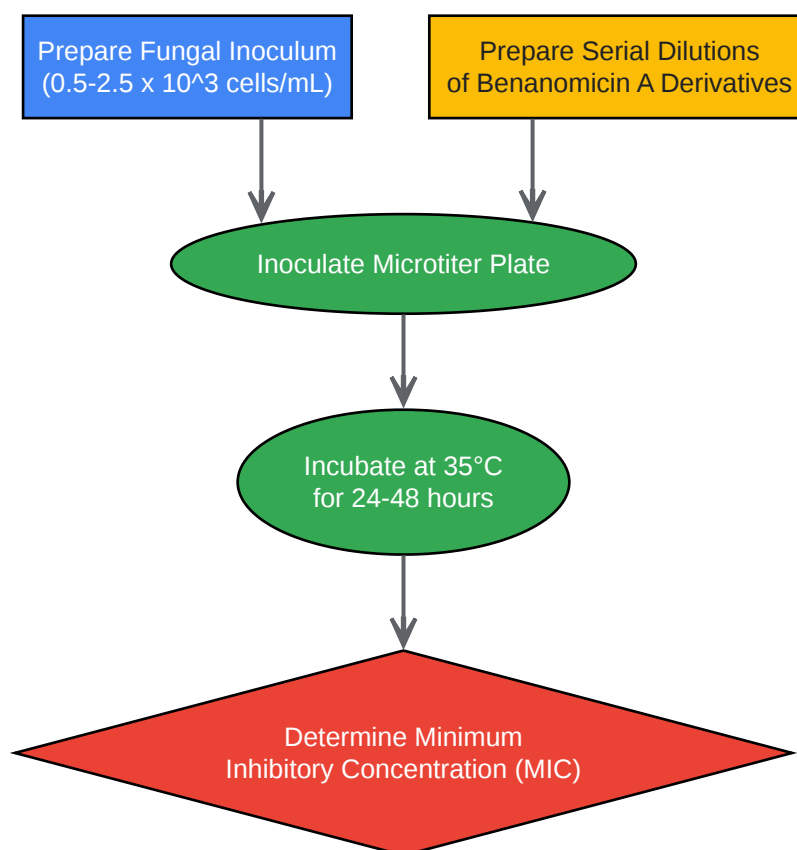 Prepare Fungal Inoculum
(0.5-2.5 x 10^3 cells/mL)
Prepare Serial Dilutions
of Benanomicin A Derivatives
Inoculate Microtiter Plate
Incubate at 35°C
for 24-48 hours
Determine Minimum
Inhibitory Concentration (MIC)